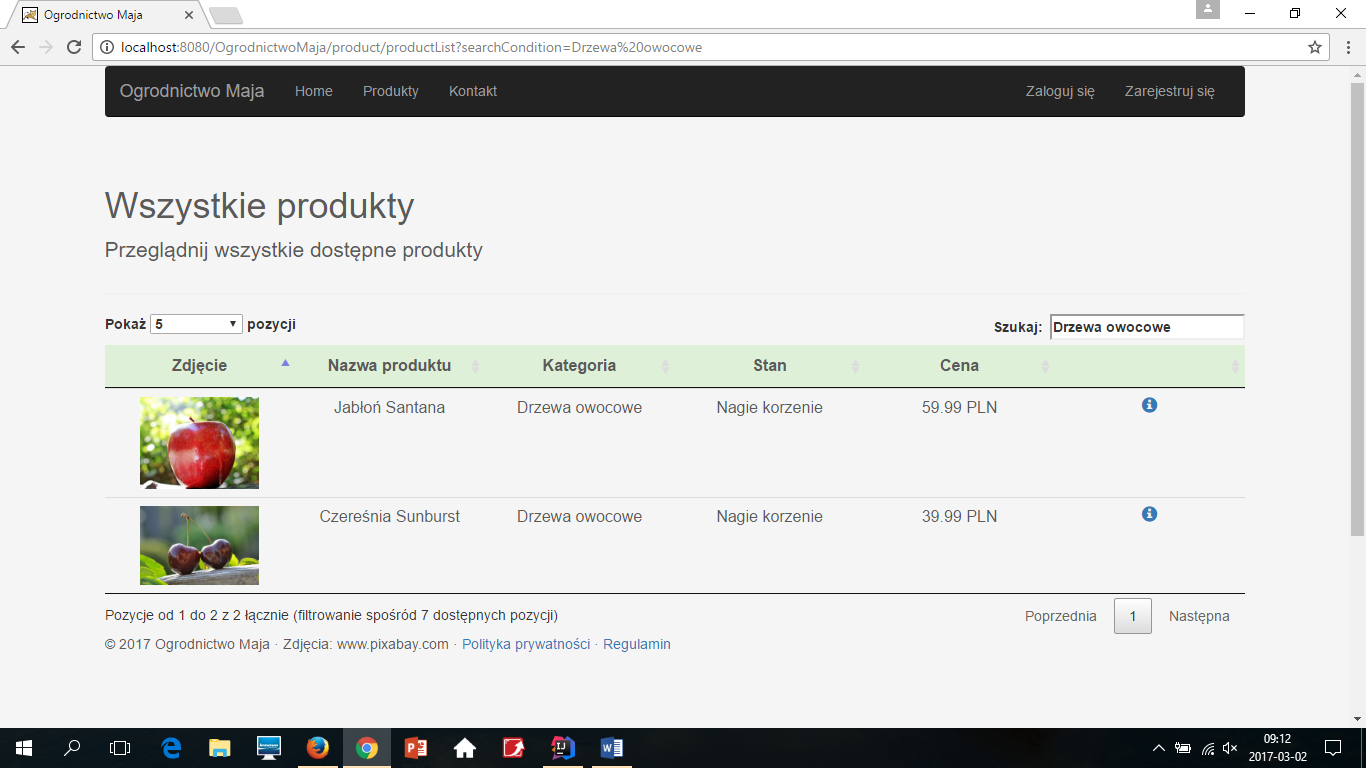 Ogrodnictwo Maja
localhost:8080/OgrodnictwoMaja/product/productList?searchCondition=Drzewa%20owocowe
Ogrodnictwo Maja Home Produkty Kontakt Zaloguj się Zarejestruj się
Wszystkie produkty
Przeglądnij wszystkie dostępne produkty
Pokaż 5 pozycji Szukaj: Drzewa owocowe
Zdjęcie Nazwa produktu Kategoria Stan Cena
Jabłoń Santana Drzewa owocowe Nagie korzenie 59.99 PLN
Czereśnia Sunburst Drzewa owocowe Nagie korzenie 39.99 PLN
Pozycje od 1 do 2 z 2 łącznie (filtrowanie spośród 7 dostępnych pozycji) Poprzednia 1 Następna
© 2017 Ogrodnictwo Maja · Zdjęcia: www.pixabay.com · Polityka prywatności · Regulamin
09:12
2017-03-02